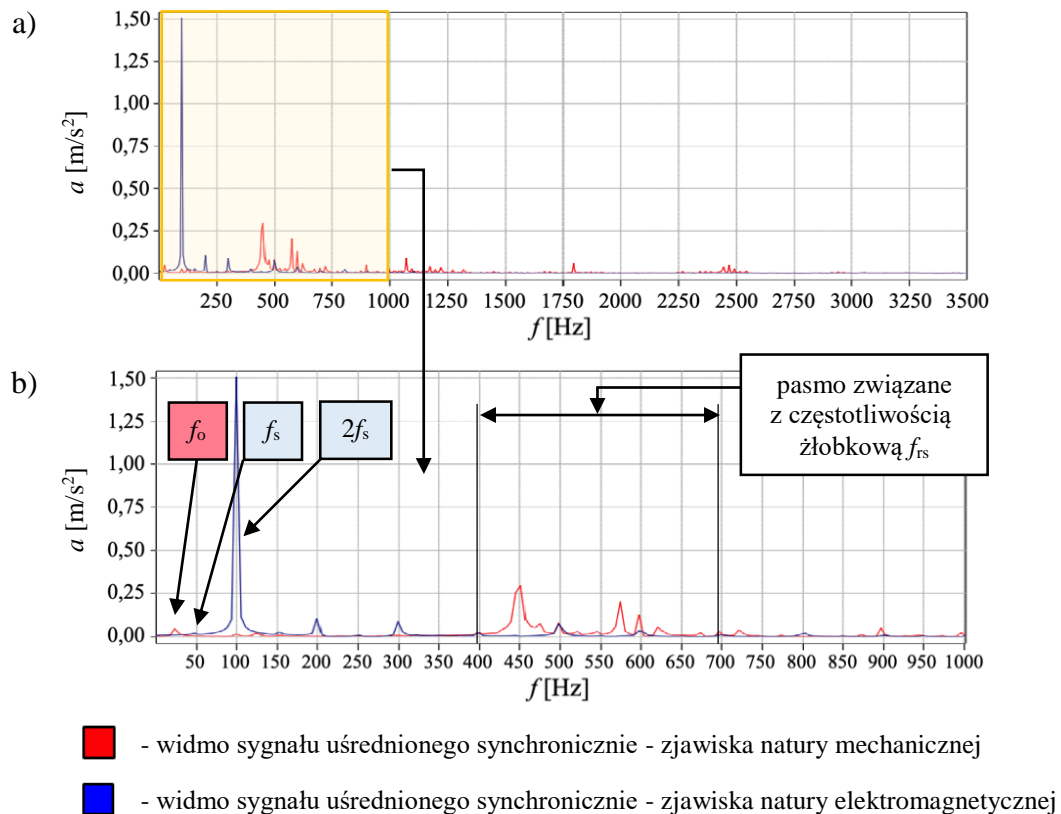 a)
1,50
1,25
1,00
0,75
0,50
0,25
0,00
a [m/s²]
250 500 750 1000 1250 1500 1750 2000 2250 2500 2750 3000 3250 3500
f [Hz]
b)
1,50
1,25
1,00
0,75
0,50
0,25
0,00
a [m/s²]
fo fs 2fs
pasmo związane
z częstotliwością
żłobkową frs
50 100 150 200 250 300 350 400 450 500 550 600 650 700 750 800 850 900 950 1000
f [Hz]
- widmo sygnału uśrednionego synchronicznie - zjawiska natury mechanicznej
- widmo sygnału uśrednionego synchronicznie - zjawiska natury elektromagnetycznej